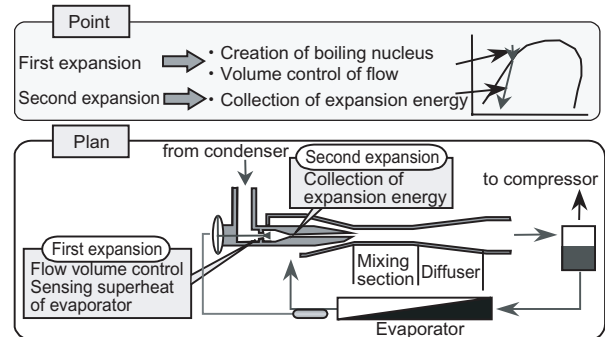 Point
First expansion
・ Creation of boiling nucleus
・ Volume control of flow
Second expansion
・ Collection of expansion energy
Plan
from condenser
Second expansion
Collection of
expansion energy
to compressor
First expansion
Flow volume control
Sensing superheat
of evaporator
Mixing
section
Diffuser
Evaporator